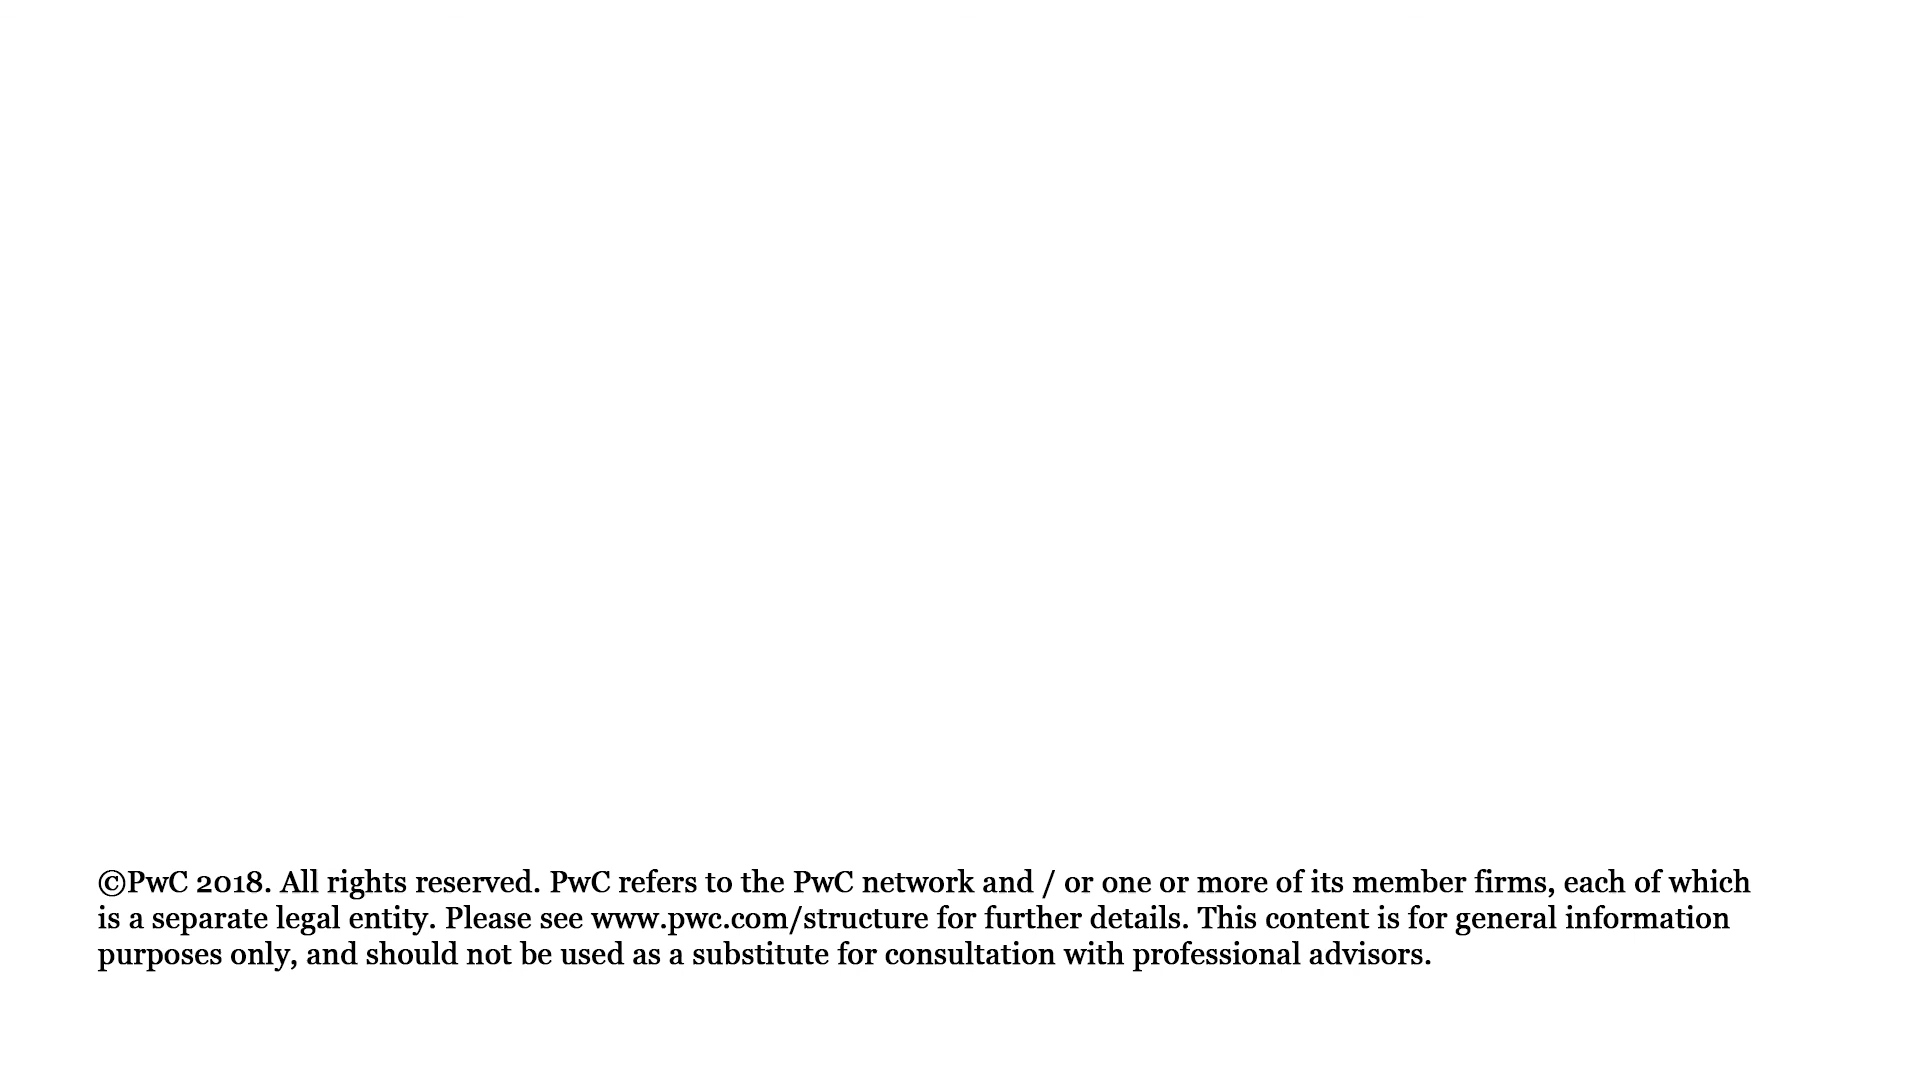 ©PwC 2018. All rights reserved. PwC refers to the PwC network and / or one or more of its member firms, each of which
is a separate legal entity. Please see www.pwc.com/structure for further details. This content is for general information
purposes only, and should not be used as a substitute for consultation with professional advisors.